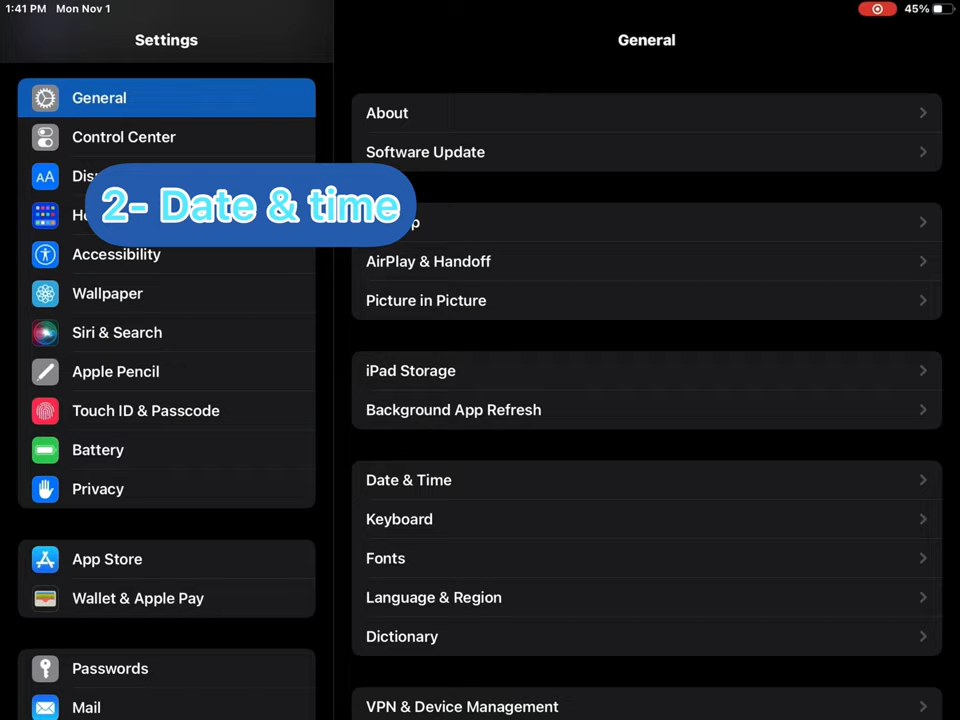 1:41 PM Mon Nov 1
45%
Settings
General
Control Center
Accessibility
Wallpaper
Siri & Search
Apple Pencil
Touch ID & Passcode
Battery
Privacy
App Store
Wallet & Apple Pay
Passwords
Mail
2- Date & time
General
About
Software Update
AirPlay & Handoff
Picture in Picture
iPad Storage
Background App Refresh
Date & Time
Keyboard
Fonts
Language & Region
Dictionary
VPN & Device Management